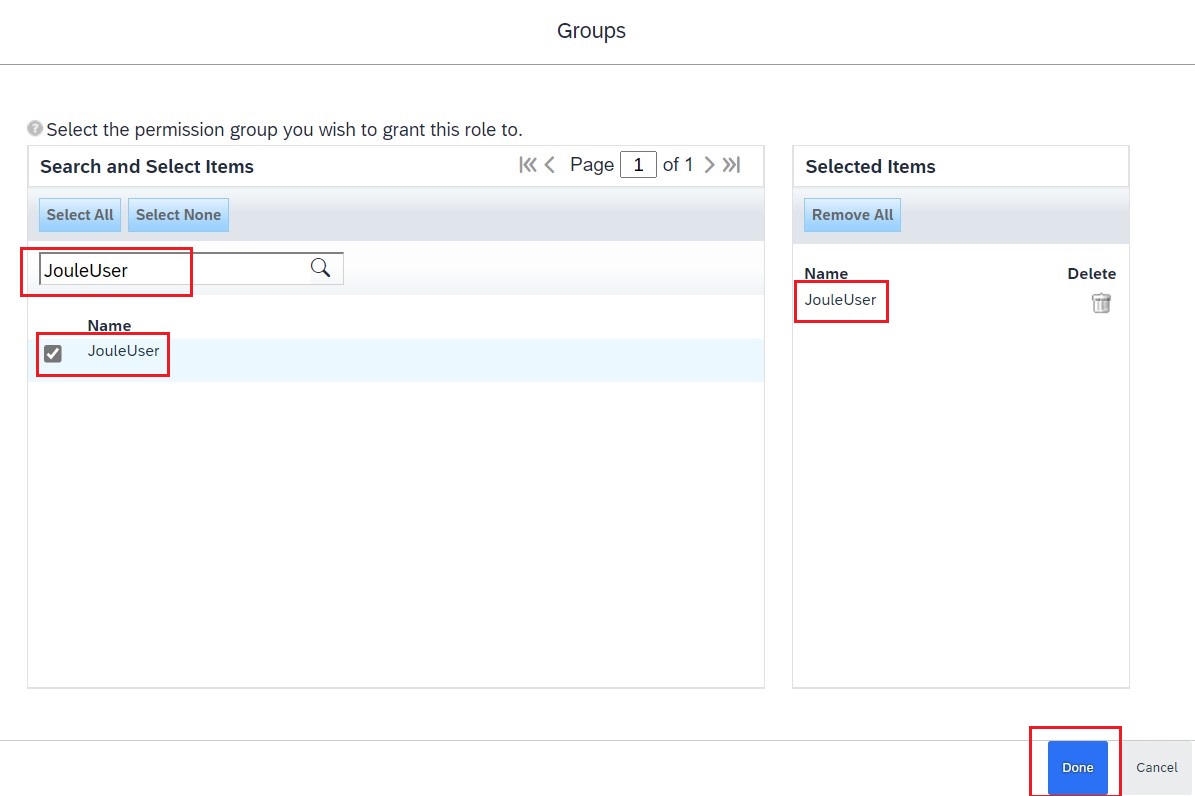 Groups
? Select the permission group you wish to grant this role to.
Search and Select Items
Page 1 of 1
Select All Select None
JouleUser
Name
JouleUser
Selected Items
Remove All
Name Delete
JouleUser
Done Cancel